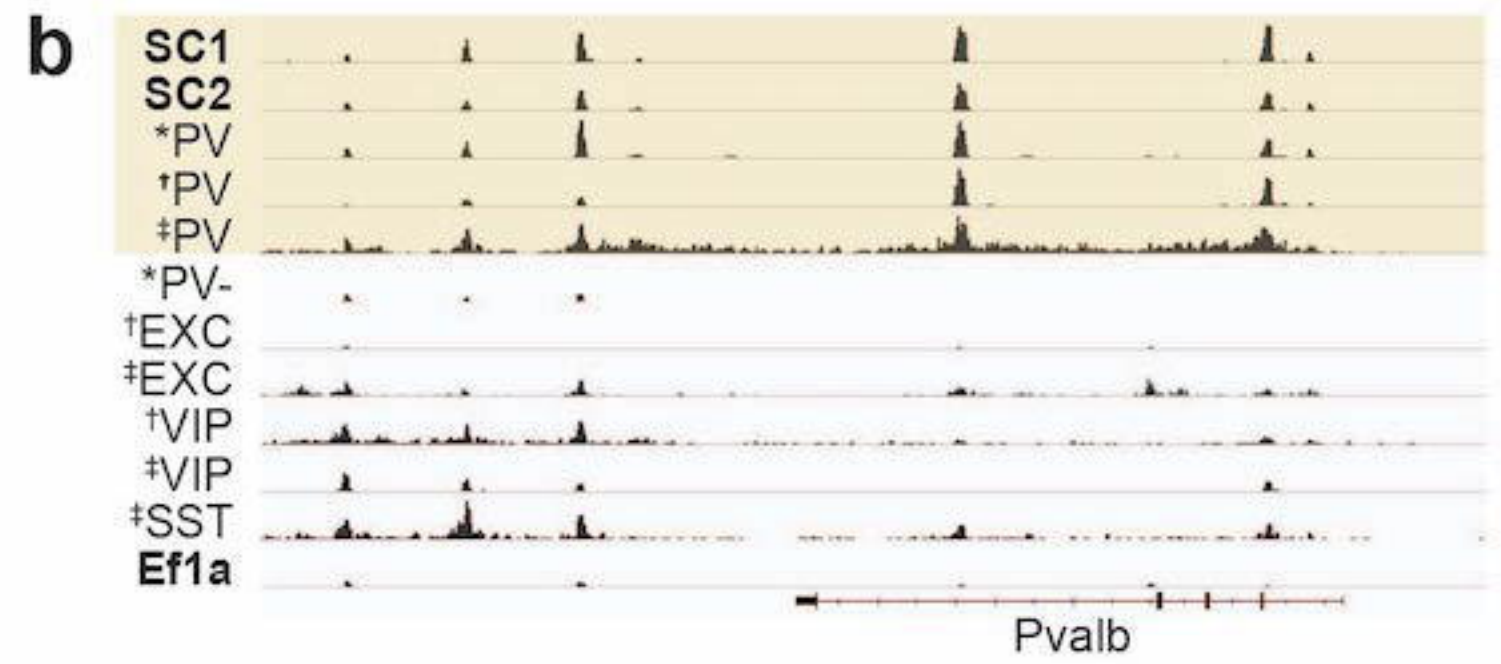 b
SC1
SC2
*PV
†PV
‡PV
*PV-
†EXC
‡EXC
†VIP
‡VIP
‡SST
Ef1a
Pvalb